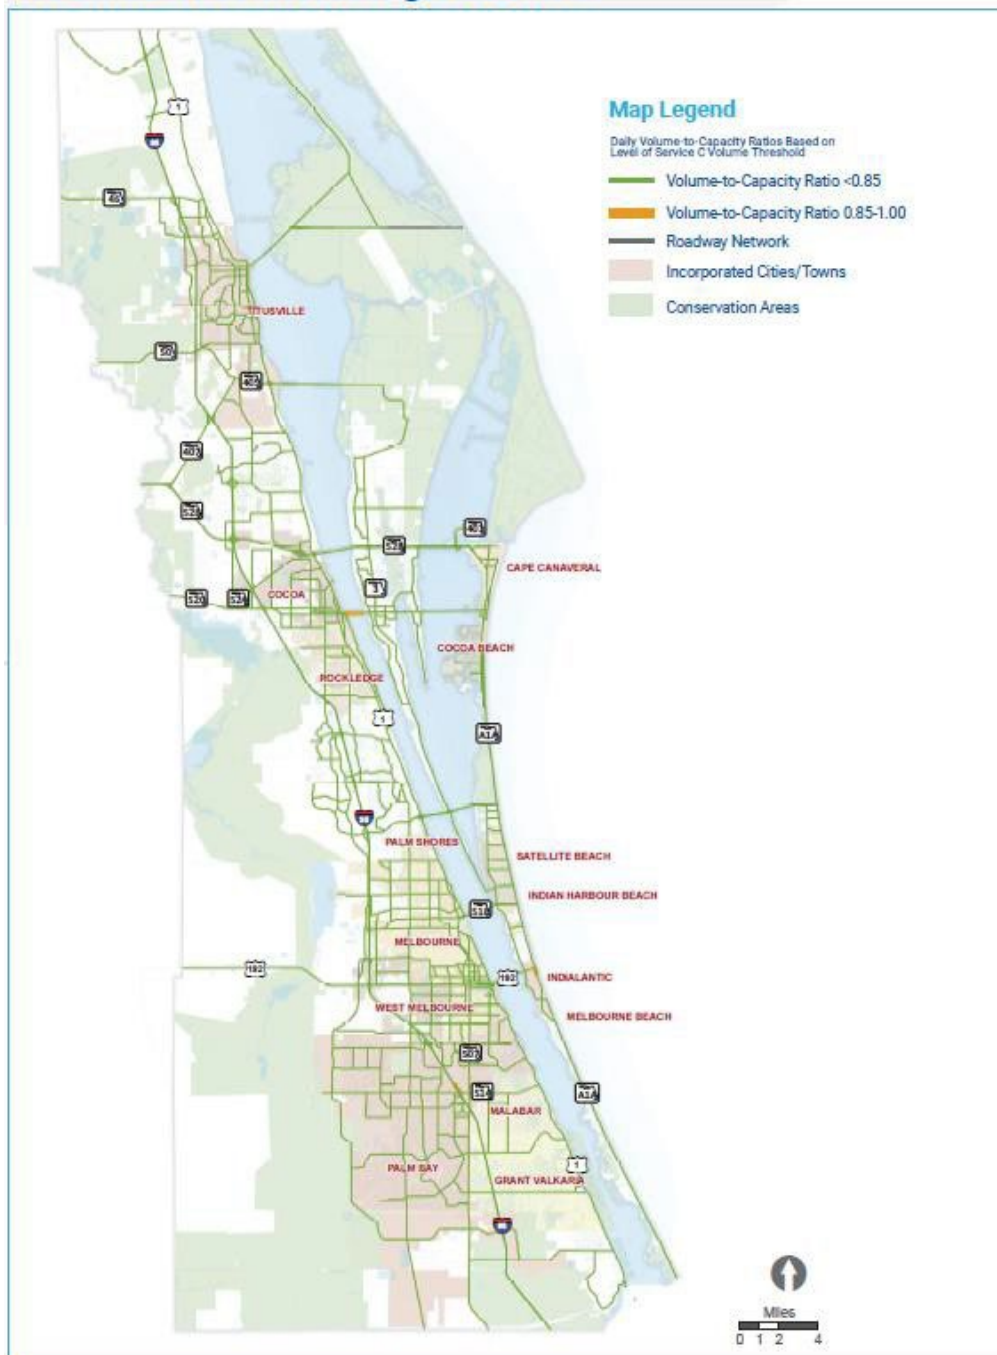 Map Legend
Daily Volume-to-Capacity Ratios Based on
Level of Service C Volume Threshold
Volume-to-Capacity Ratio <0.85
Volume-to-Capacity Ratio 0.85-1.00
Roadway Network
Incorporated Cities/Towns
Conservation Areas
1
TITUSVILLE
50
405
407
528
401
528
CAPE CANAVERAL
3
520
524
COCOA
COCOA BEACH
ROCKLEDGE
1
A1A
PALM SHORES
SATELLITE BEACH
INDIAN HARBOUR BEACH
518
MELBOURNE
192
192
INDIALANTIC
WEST MELBOURNE
MELBOURNE BEACH
507
514
A1A
MALABAR
1
PALM BAY
GRANT VALKARIA
Miles
0 1 2 4